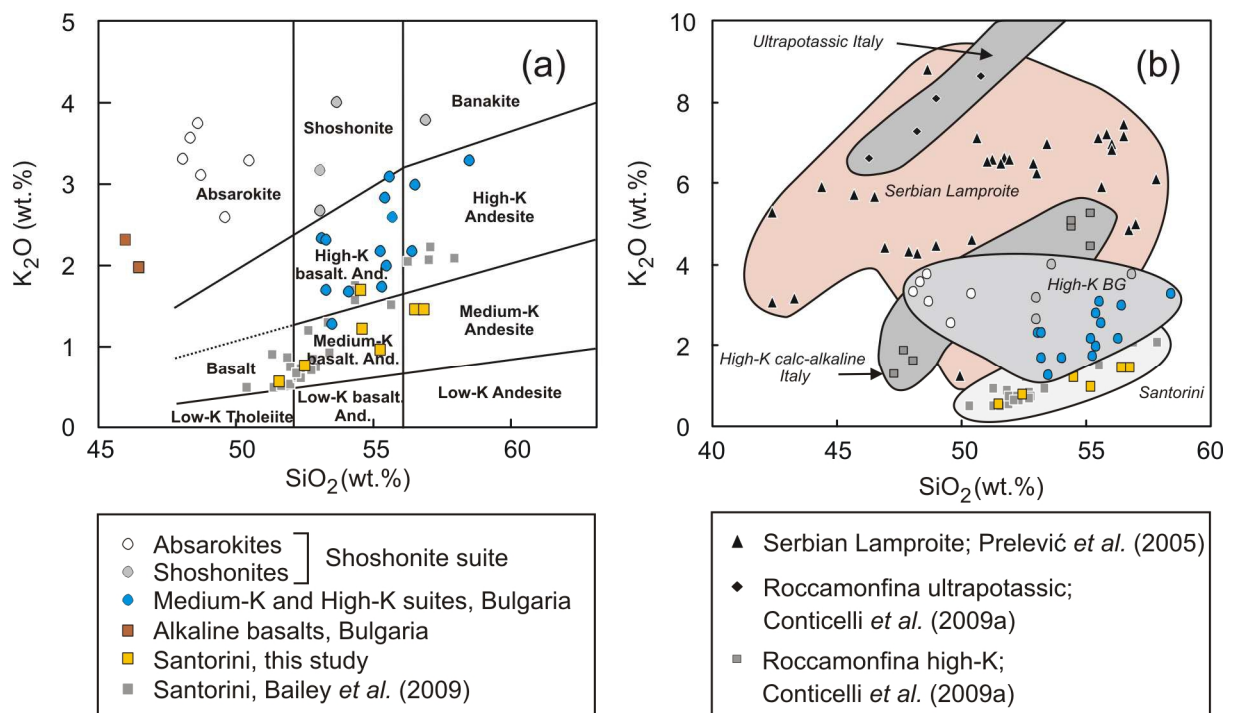 5
4
3
2
1
0
K2O (wt.%)
(a)
Banakite
Shoshonite
Absarokite
High-K
Andesite
High-K
basalt. And.
Medium-K
Andesite
Medium-K
basalt. And.
Basalt
Low-K basalt.
And.
Low-K Andesite
Low-K Tholeiite
45
50
55
60
SiO2(wt.%)
Absarokites
Shoshonites
Shoshonite suite
Medium-K and High-K suites, Bulgaria
Alkaline basalts, Bulgaria
Santorini, this study
Santorini, Bailey et al. (2009)
10
8
6
4
2
0
K2O (wt.%)
(b)
Ultrapotassic Italy
Serbian Lamproite
High-K BG
High-K calc-alkaline
Italy
Santorini
40
45
50
55
60
SiO2(wt.%)
Serbian Lamproite; Prelević et al. (2005)
Roccamonfina ultrapotassic;
Conticelli et al. (2009a)
Roccamonfina high-K;
Conticelli et al. (2009a)